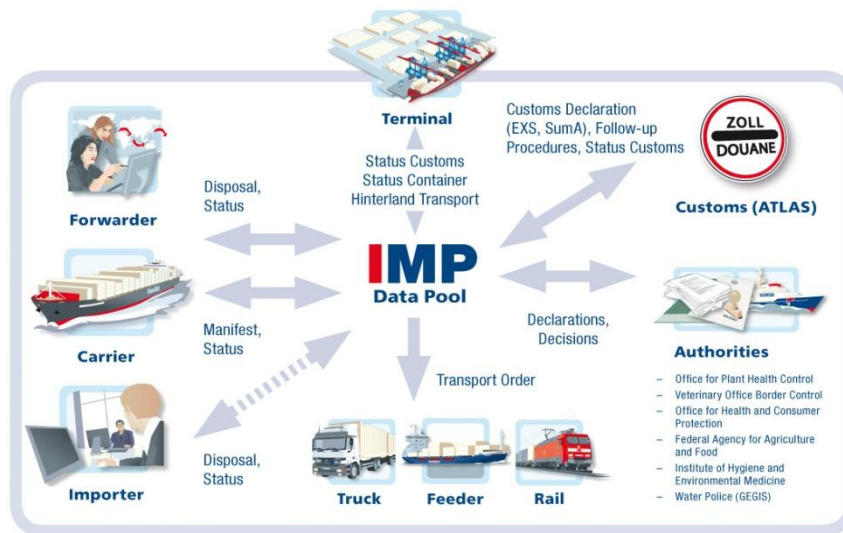 Terminal
Status Customs
Status Container
Hinterland Transport
Customs Declaration
(EXS, SumA), Follow-up
Procedures, Status Customs
ZOLL
DOUANE
Customs (ATLAS)
Forwarder
Disposal,
Status
IMP
Data Pool
Carrier
Manifest,
Status
Declarations,
Decisions
Authorities
– Office for Plant Health Control
– Veterinary Office Border Control
– Office for Health and Consumer
Protection
– Federal Agency for Agriculture
and Food
– Institute of Hygiene and
Environmental Medicine
– Water Police (GEGIS)
Importer
Disposal,
Status
Transport Order
Truck
Feeder
Rail